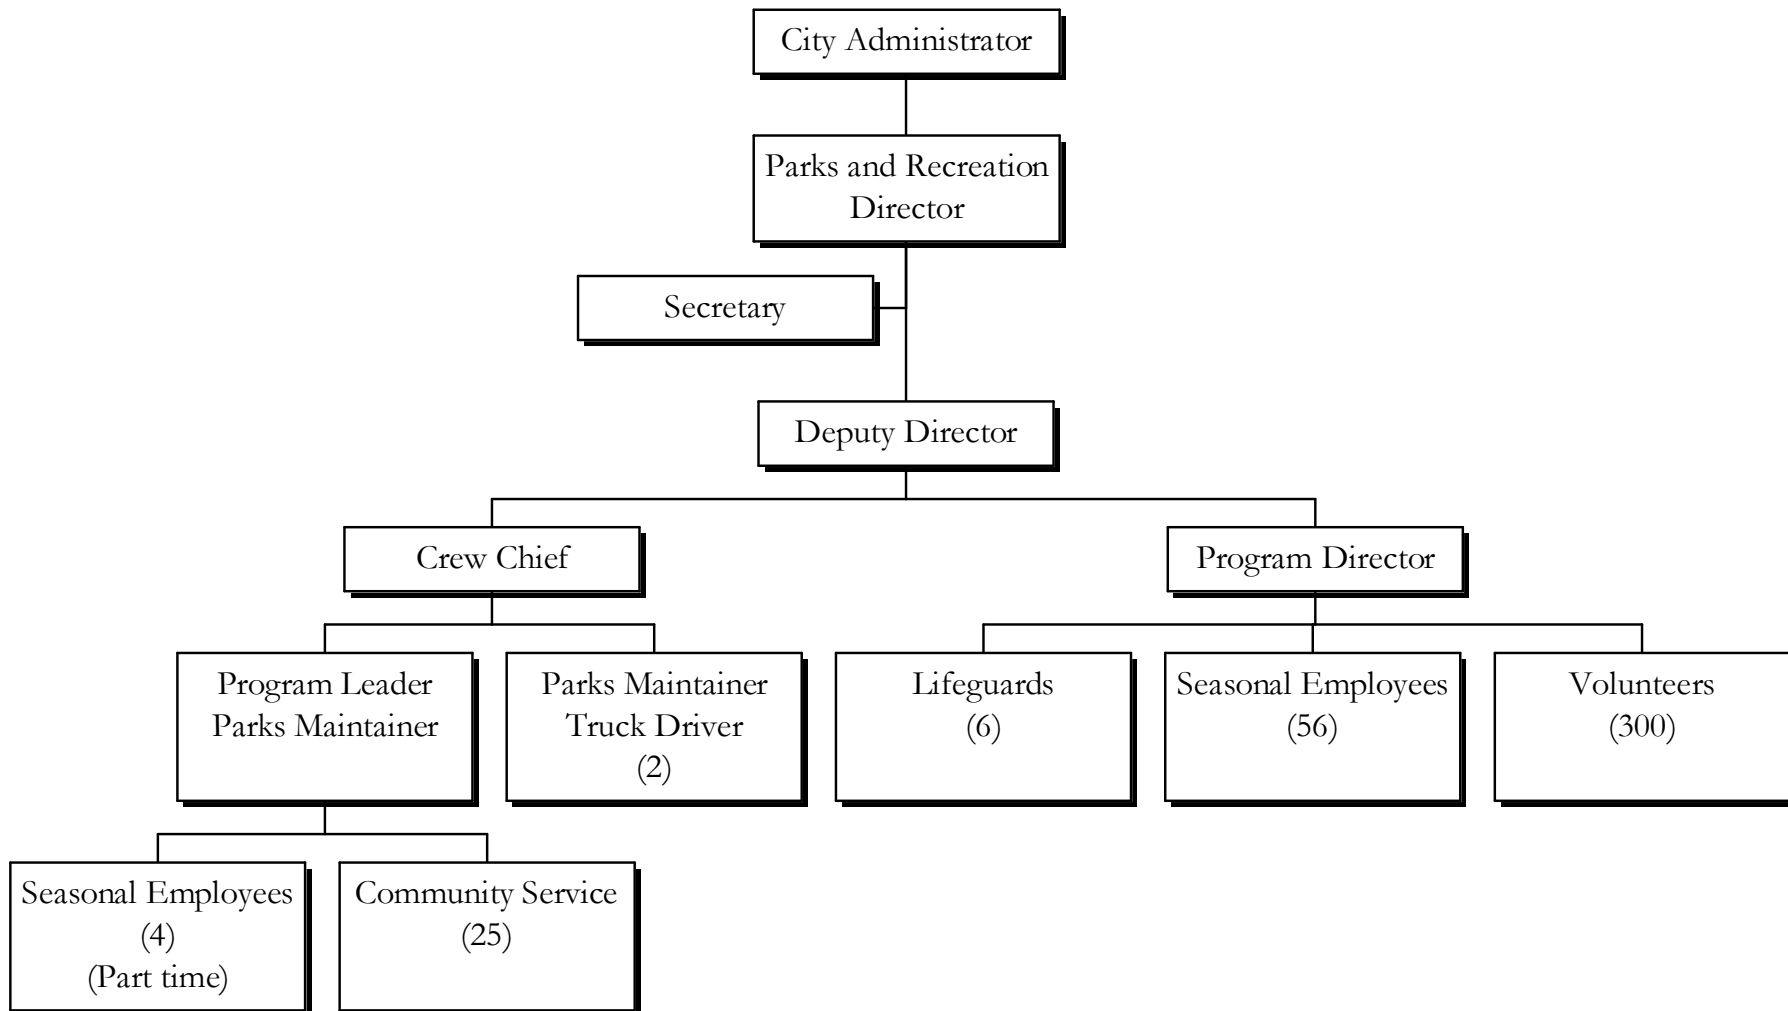 City Administrator
Parks and Recreation
Director
Secretary
Deputy Director
Crew Chief
Program Director
Program Leader
Parks Maintainer
Parks Maintainer
Truck Driver
(2)
Lifeguards
(6)
Seasonal Employees
(56)
Volunteers
(300)
Seasonal Employees
(4)
(Part time)
Community Service
(25)